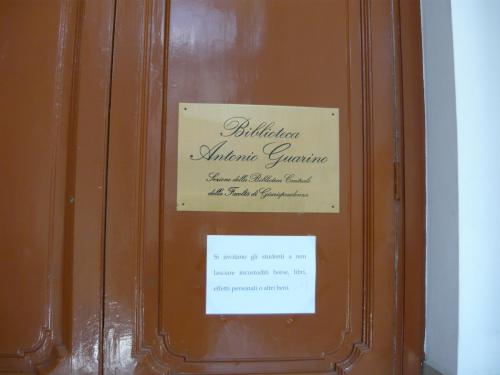 Biblioteca
Antonio Guarino
Sezione della Biblioteca Centrale
della Facoltà di Giurisprudenza
Si invitano gli studenti a non
lasciare incustoditi borse, libri,
effetti personali o altri beni.